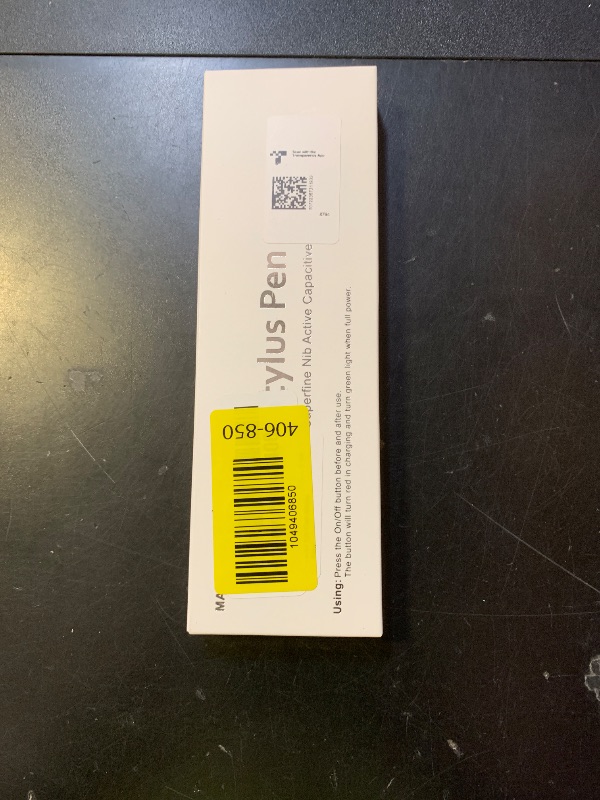 Scan with the
Transparency App
:ylus Pen
perfine Nib Active Capacitive
406-850
1049406850
MA
Using: Press the On/Off button before and after use.
The button will turn red in charging and turn green light when full power.